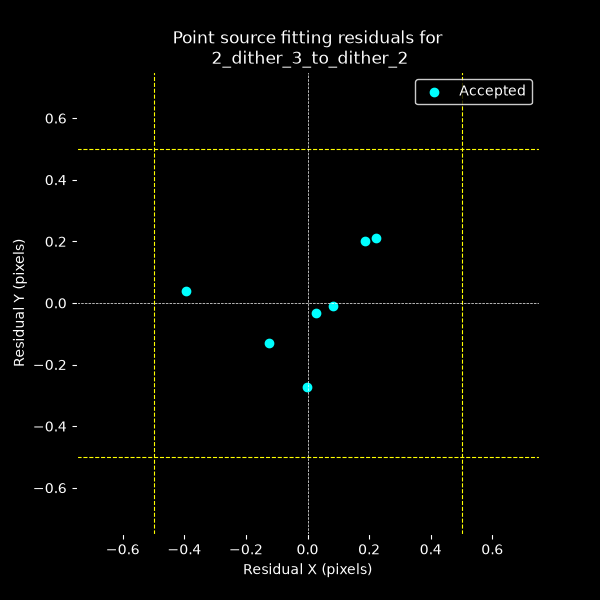 Point source fitting residuals for
2_dither_3_to_dither_2
Accepted
0.6
0.4
0.2
0.0
−0.2
−0.4
−0.6
Residual Y (pixels)
−0.6
−0.4
−0.2
0.0
0.2
0.4
0.6
Residual X (pixels)